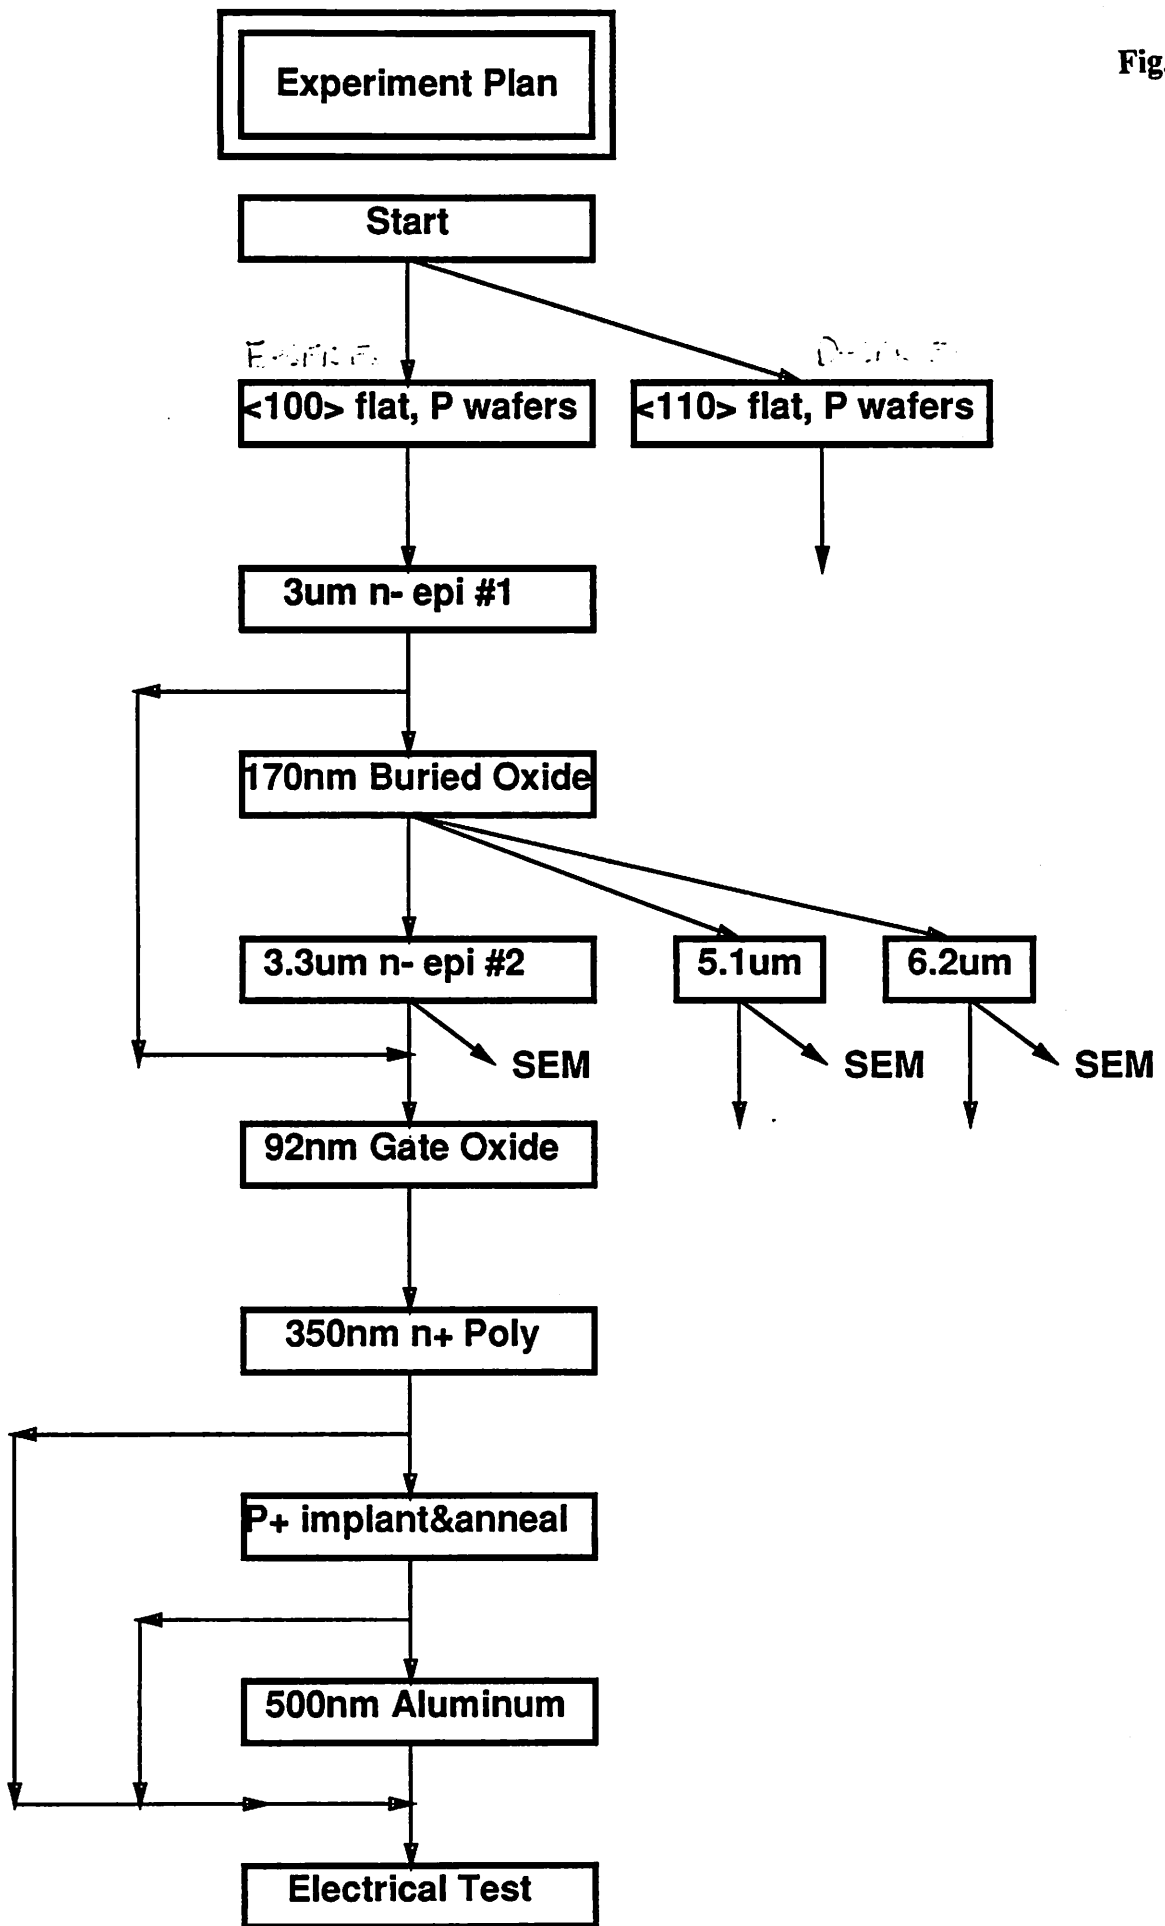 Experiment Plan
Fig.
Start
<100> flat, P wafers
<110> flat, P wafers
3um n- epi #1
170nm Buried Oxide
3.3um n- epi #2
5.1um
6.2um
SEM
SEM
SEM
92nm Gate Oxide
350nm n+ Poly
P+ implant&anneal
500nm Aluminum
Electrical Test